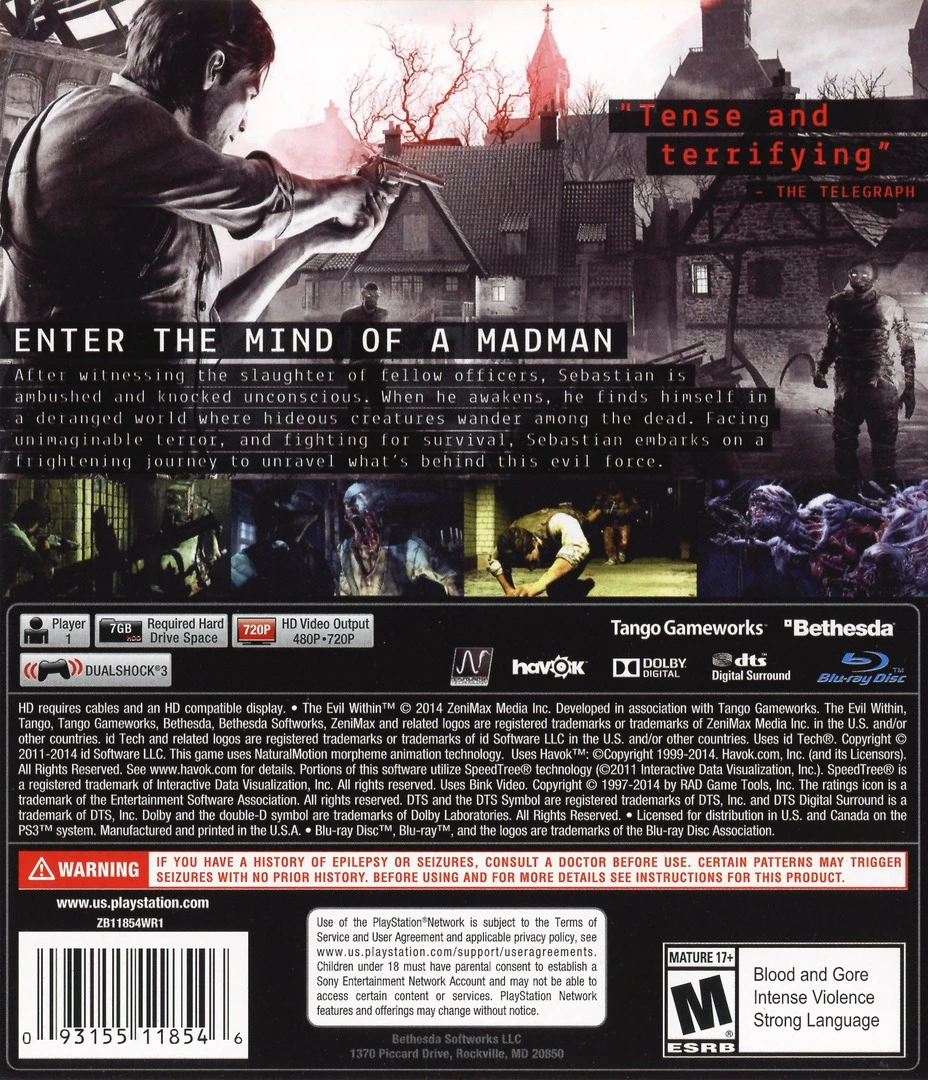 "Tense and
terrifying"
- THE TELEGRAPH
ENTER THE MIND OF A MADMAN
After witnessing the slaughter of fellow officers, Sebastian is
ambushed and knocked unconscious. When he awakens, he finds himself in
a deranged world where hideous creatures wander among the dead. Facing
unimaginable terror, and fighting for survival, Sebastian embarks on a
frightening journey to unravel what's behind this evil force.
Player
1
7GB
HDD
Required Hard
Drive Space
720P
HD Video Output
480P•720P
Tango Gameworks™
Bethesda®
DUALSHOCK®3
havok™
DOLBY
DIGITAL
dts™
Digital Surround
Blu-ray Disc™
HD requires cables and an HD compatible display. • The Evil Within™ © 2014 ZeniMax Media Inc. Developed in association with Tango Gameworks. The Evil Within,
Tango, Tango Gameworks, Bethesda, Bethesda Softworks, ZeniMax and related logos are registered trademarks or trademarks of ZeniMax Media Inc. in the U.S. and/or
other countries. id Tech and related logos are registered trademarks or trademarks of id Software LLC in the U.S. and/or other countries. Uses id Tech®. Copyright ©
2011-2014 id Software LLC. This game uses NaturalMotion morpheme animation technology. Uses Havok™: ©Copyright 1999-2014. Havok.com, Inc. (and its Licensors).
All Rights Reserved. See www.havok.com for details. Portions of this software utilize SpeedTree® technology (©2011 Interactive Data Visualization, Inc.). SpeedTree® is
a registered trademark of Interactive Data Visualization, Inc. All rights reserved. Uses Bink Video. Copyright © 1997-2014 by RAD Game Tools, Inc. The ratings icon is a
trademark of the Entertainment Software Association. All rights reserved. DTS and the DTS Symbol are registered trademarks of DTS, Inc. and DTS Digital Surround is a
trademark of DTS, Inc. Dolby and the double-D symbol are trademarks of Dolby Laboratories. All Rights Reserved. • Licensed for distribution in U.S. and Canada on the
PS3™ system. Manufactured and printed in the U.S.A. • Blu-ray Disc™, Blu-ray™, and the logos are trademarks of the Blu-ray Disc Association.
WARNING
IF YOU HAVE A HISTORY OF EPILEPSY OR SEIZURES, CONSULT A DOCTOR BEFORE USE. CERTAIN PATTERNS MAY TRIGGER
SEIZURES WITH NO PRIOR HISTORY. BEFORE USING AND FOR MORE DETAILS SEE INSTRUCTIONS FOR THIS PRODUCT.
www.us.playstation.com
ZB11854WR1
0 93155 11854 6
Use of the PlayStation®Network is subject to the Terms of
Service and User Agreement and applicable privacy policy, see
www.us.playstation.com/support/useragreements.
Children under 18 must have parental consent to establish a
Sony Entertainment Network Account and may not be able to
access certain content or services. PlayStation Network
features and offerings may change without notice.
Bethesda Softworks LLC
1370 Piccard Drive, Rockville, MD 20850
MATURE 17+
M
®
ESRB
Blood and Gore
Intense Violence
Strong Language